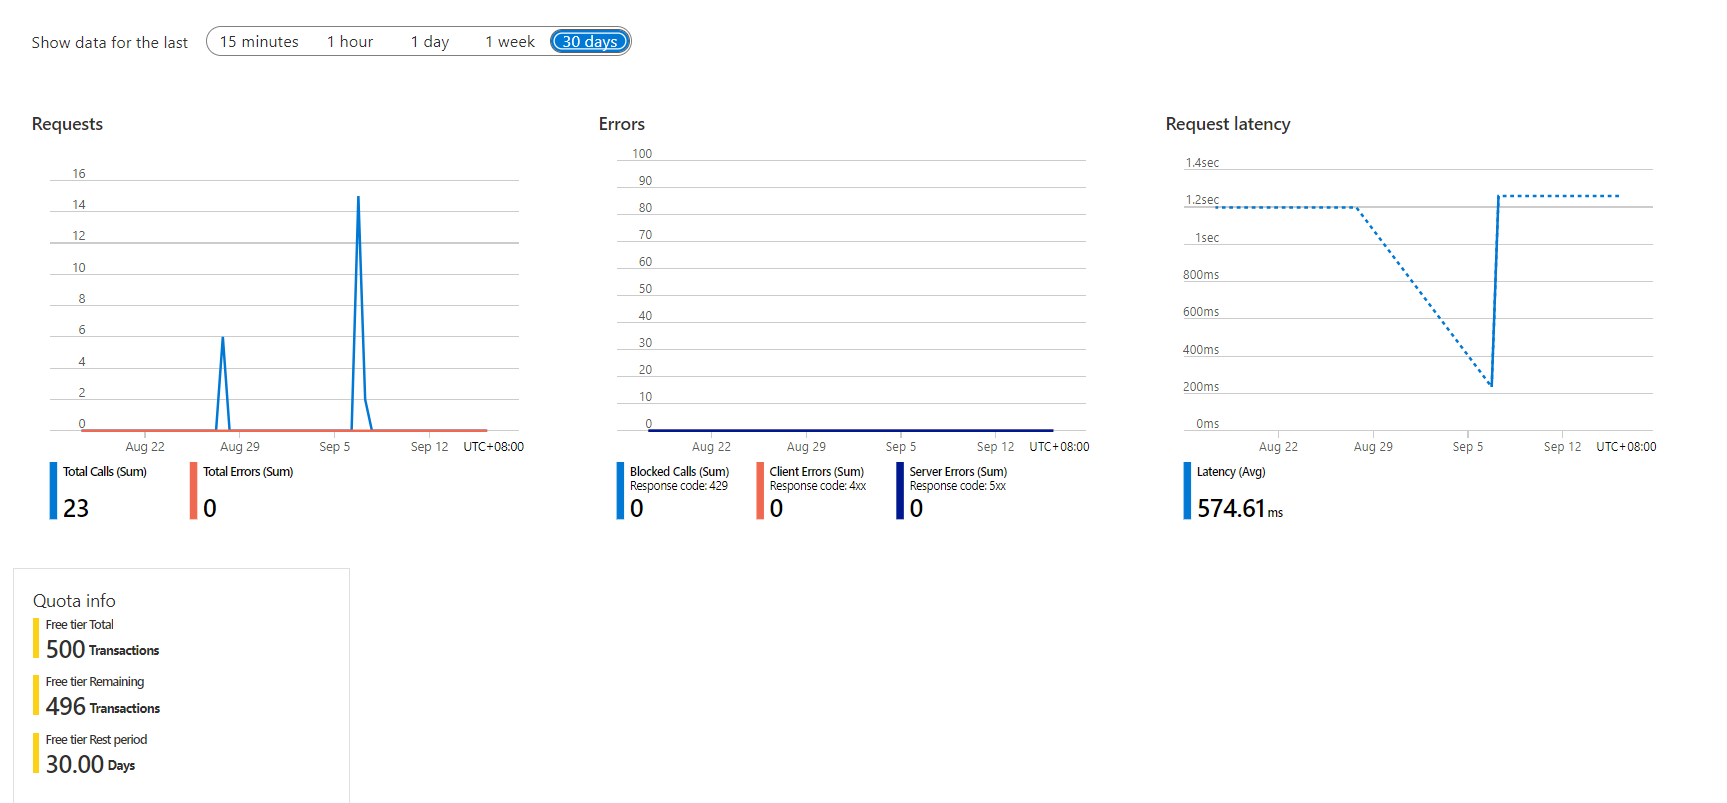 Show data for the last 15 minutes 1 hour 1 day 1 week 30 days
Requests
16
14
12
10
8
6
4
2
0
Aug 22 Aug 29 Sep 5 Sep 12 UTC+08:00
Total Calls (Sum)
23
Total Errors (Sum)
0
Errors
100
90
80
70
60
50
40
30
20
10
0
Aug 22 Aug 29 Sep 5 Sep 12 UTC+08:00
Blocked Calls (Sum)
Response code: 429
0
Client Errors (Sum)
Response code: 4xx
0
Server Errors (Sum)
Response code: 5xx
0
Request latency
1.4sec
1.2sec
1sec
800ms
600ms
400ms
200ms
0ms
Aug 22 Aug 29 Sep 5 Sep 12 UTC+08:00
Latency (Avg)
574.61 ms
Quota info
Free tier Total
500 Transactions
Free tier Remaining
496 Transactions
Free tier Rest period
30.00 Days